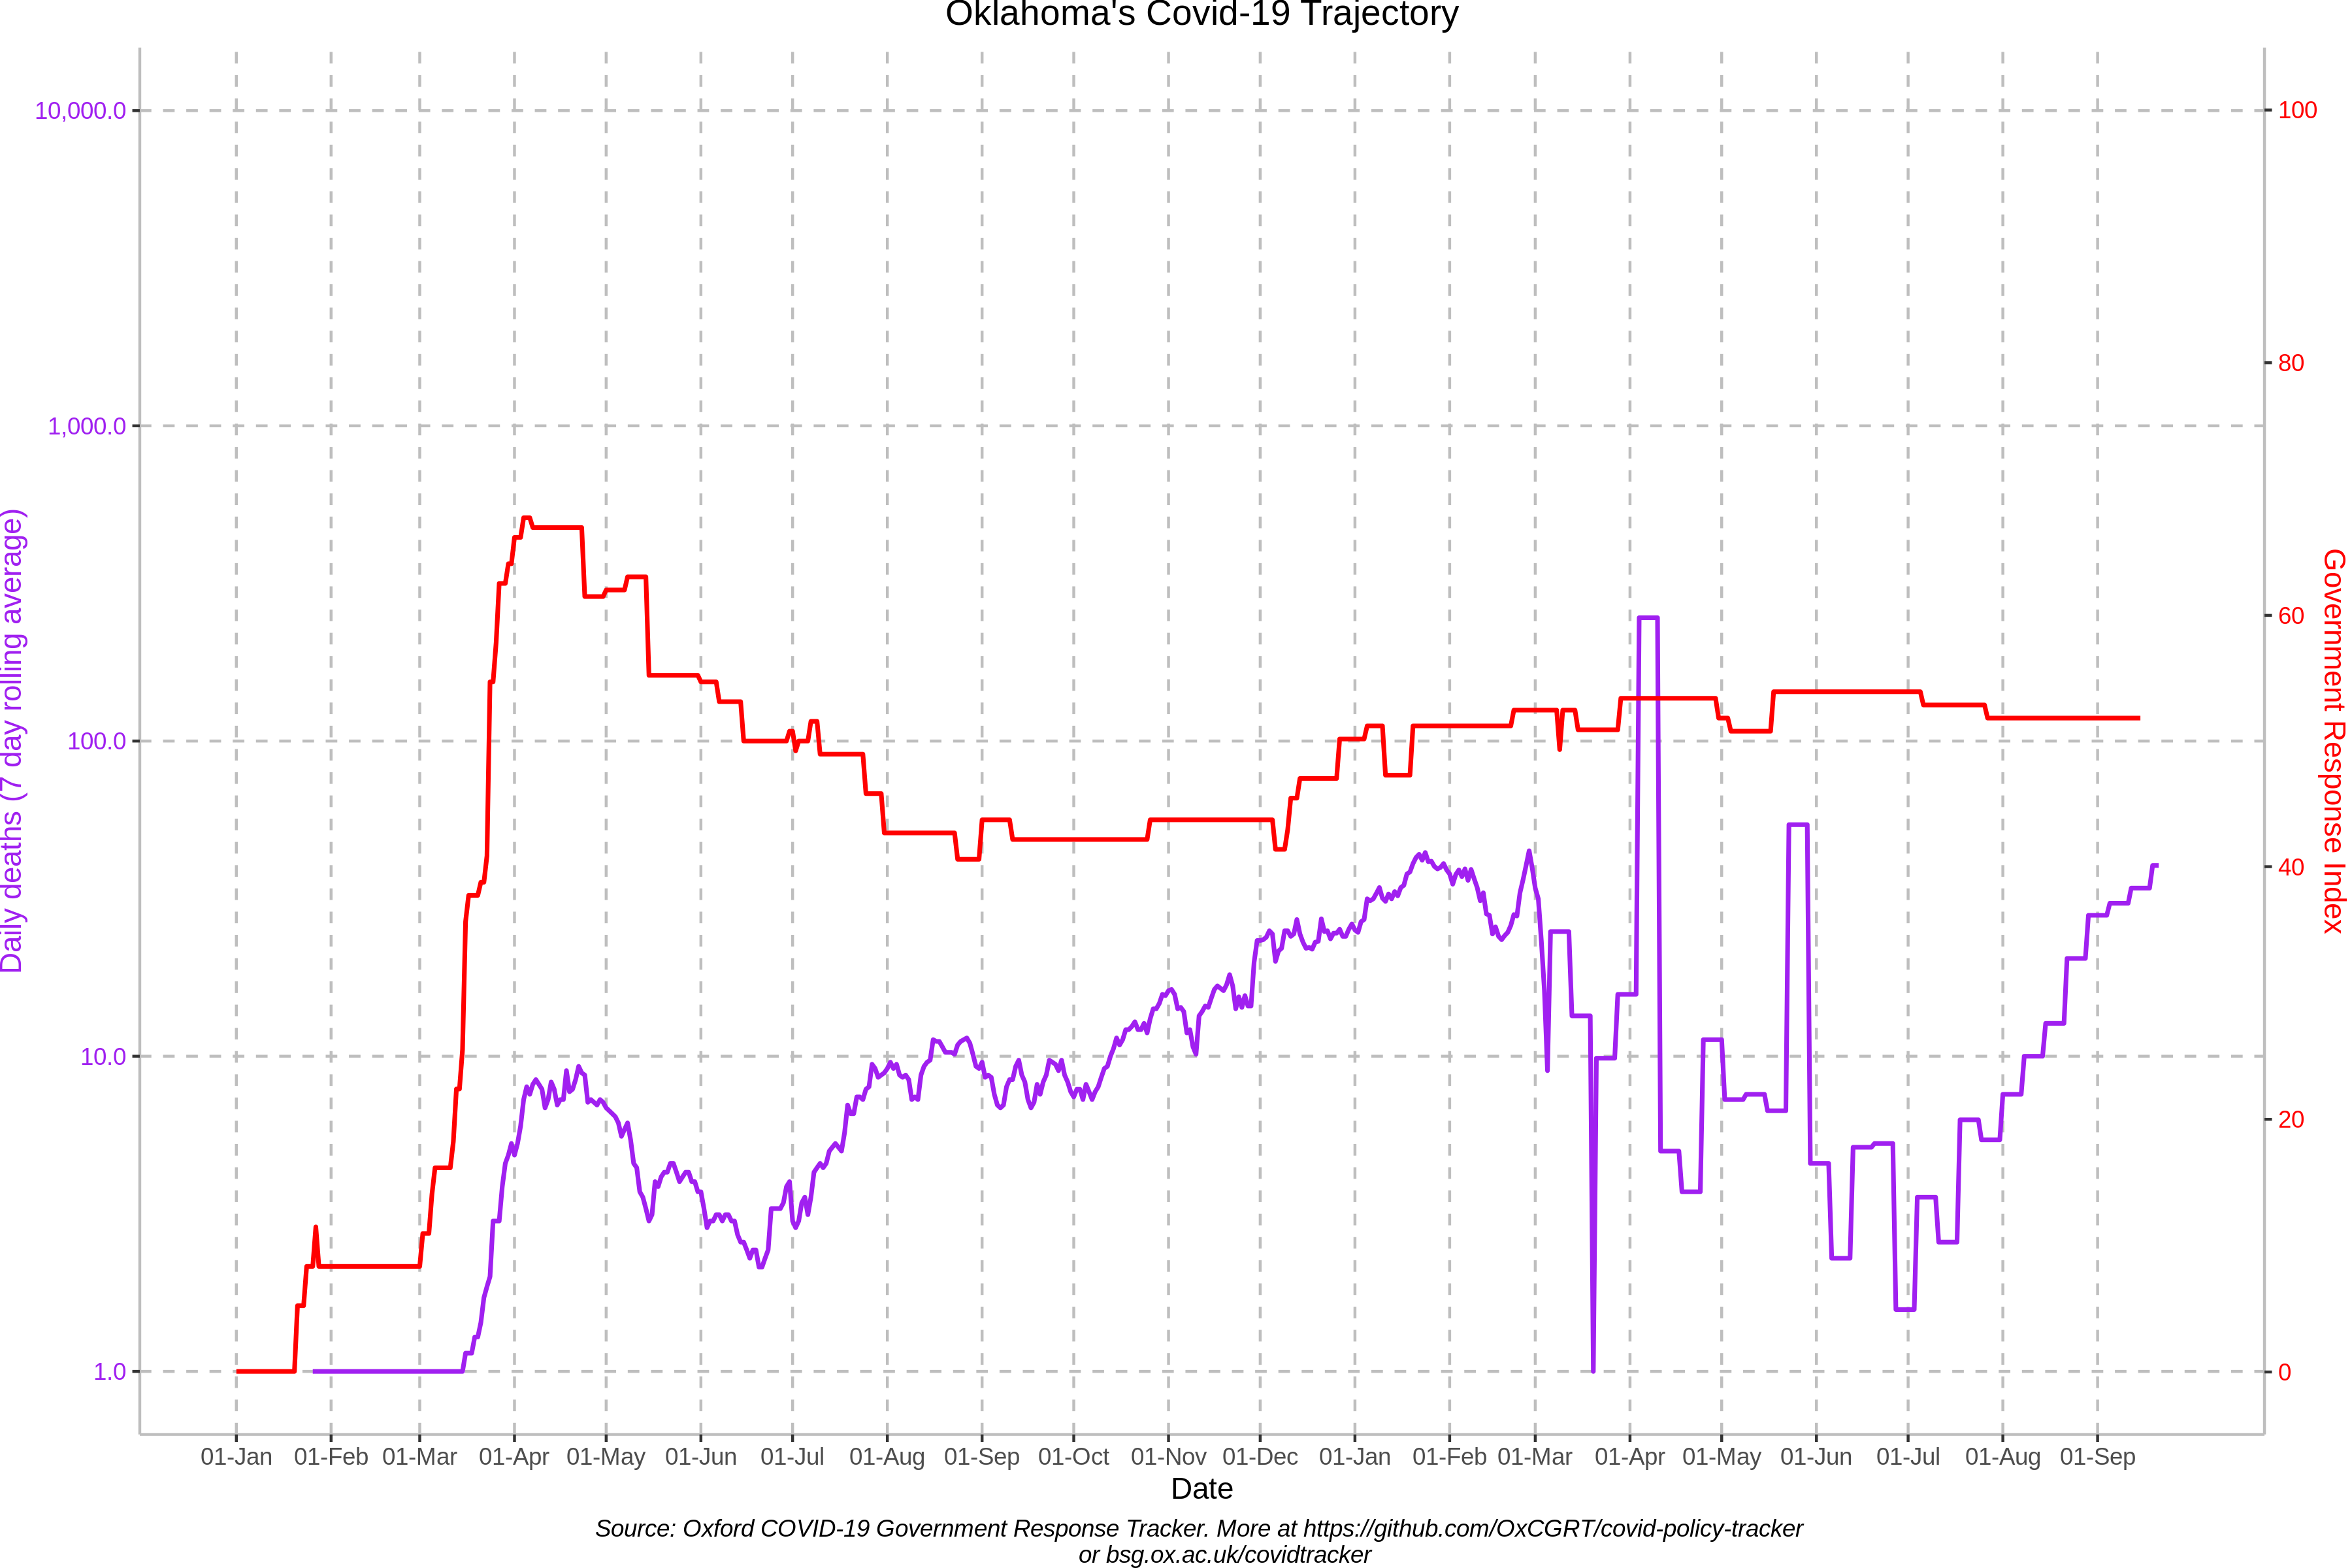 Oklahoma's Covid-19 Trajectory
10,000.0
1,000.0
100.0
10.0
1.0
Daily deaths (7 day rolling average)
100
80
60
40
20
0
Government Response Index
01-Jan 01-Feb 01-Mar 01-Apr 01-May 01-Jun 01-Jul 01-Aug 01-Sep 01-Oct 01-Nov 01-Dec 01-Jan 01-Feb 01-Mar 01-Apr 01-May 01-Jun 01-Jul 01-Aug 01-Sep
Date
Source: Oxford COVID-19 Government Response Tracker. More at https://github.com/OxCGRT/covid-policy-tracker
or bsg.ox.ac.uk/covidtracker